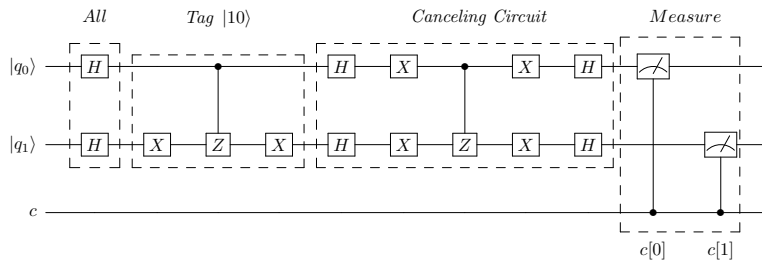 All Tag |10⟩ Canceling Circuit Measure
|q₀⟩ H H X X H
|q₁⟩ H X Z X H X Z X H
c
c[0] c[1]